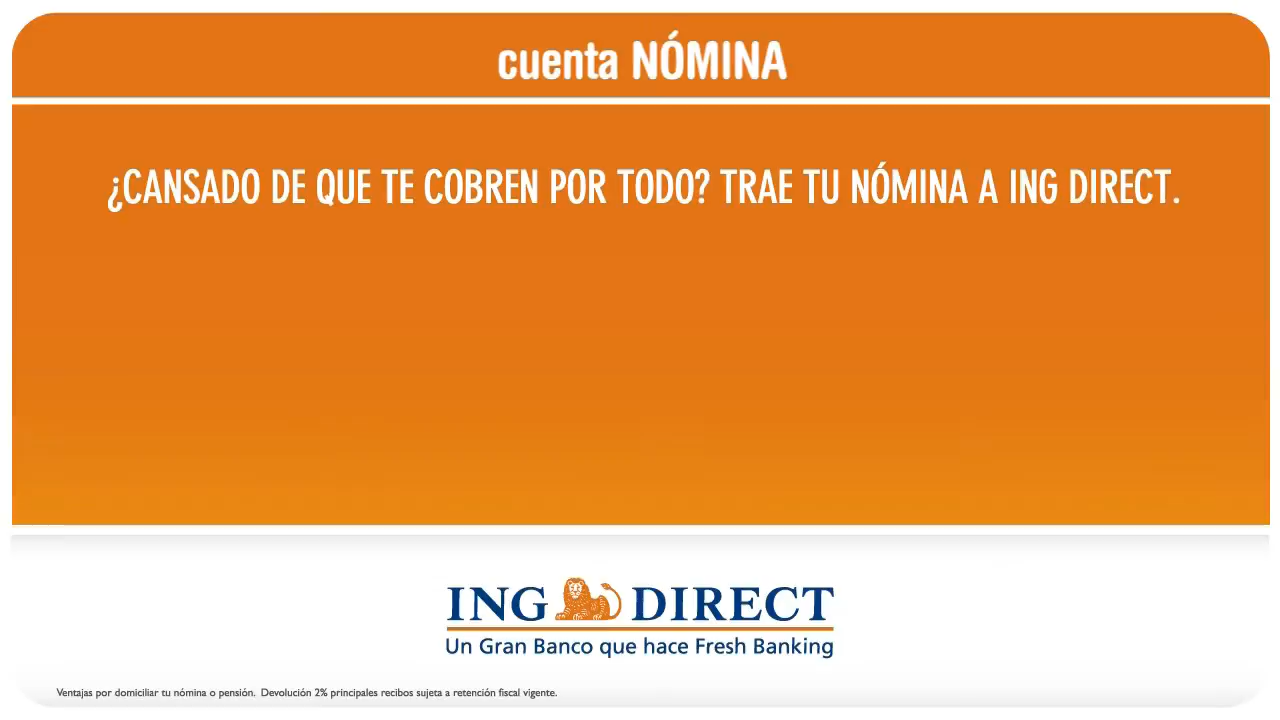 cuenta NÓMINA
¿CANSADO DE QUE TE COBREN POR TODO? TRAE TU NÓMINA A ING DIRECT.
ING DIRECT
Un Gran Banco que hace Fresh Banking
Ventajas por domiciliar tu nómina o pensión. Devolución 2% principales recibos sujeta a retención fiscal vigente.